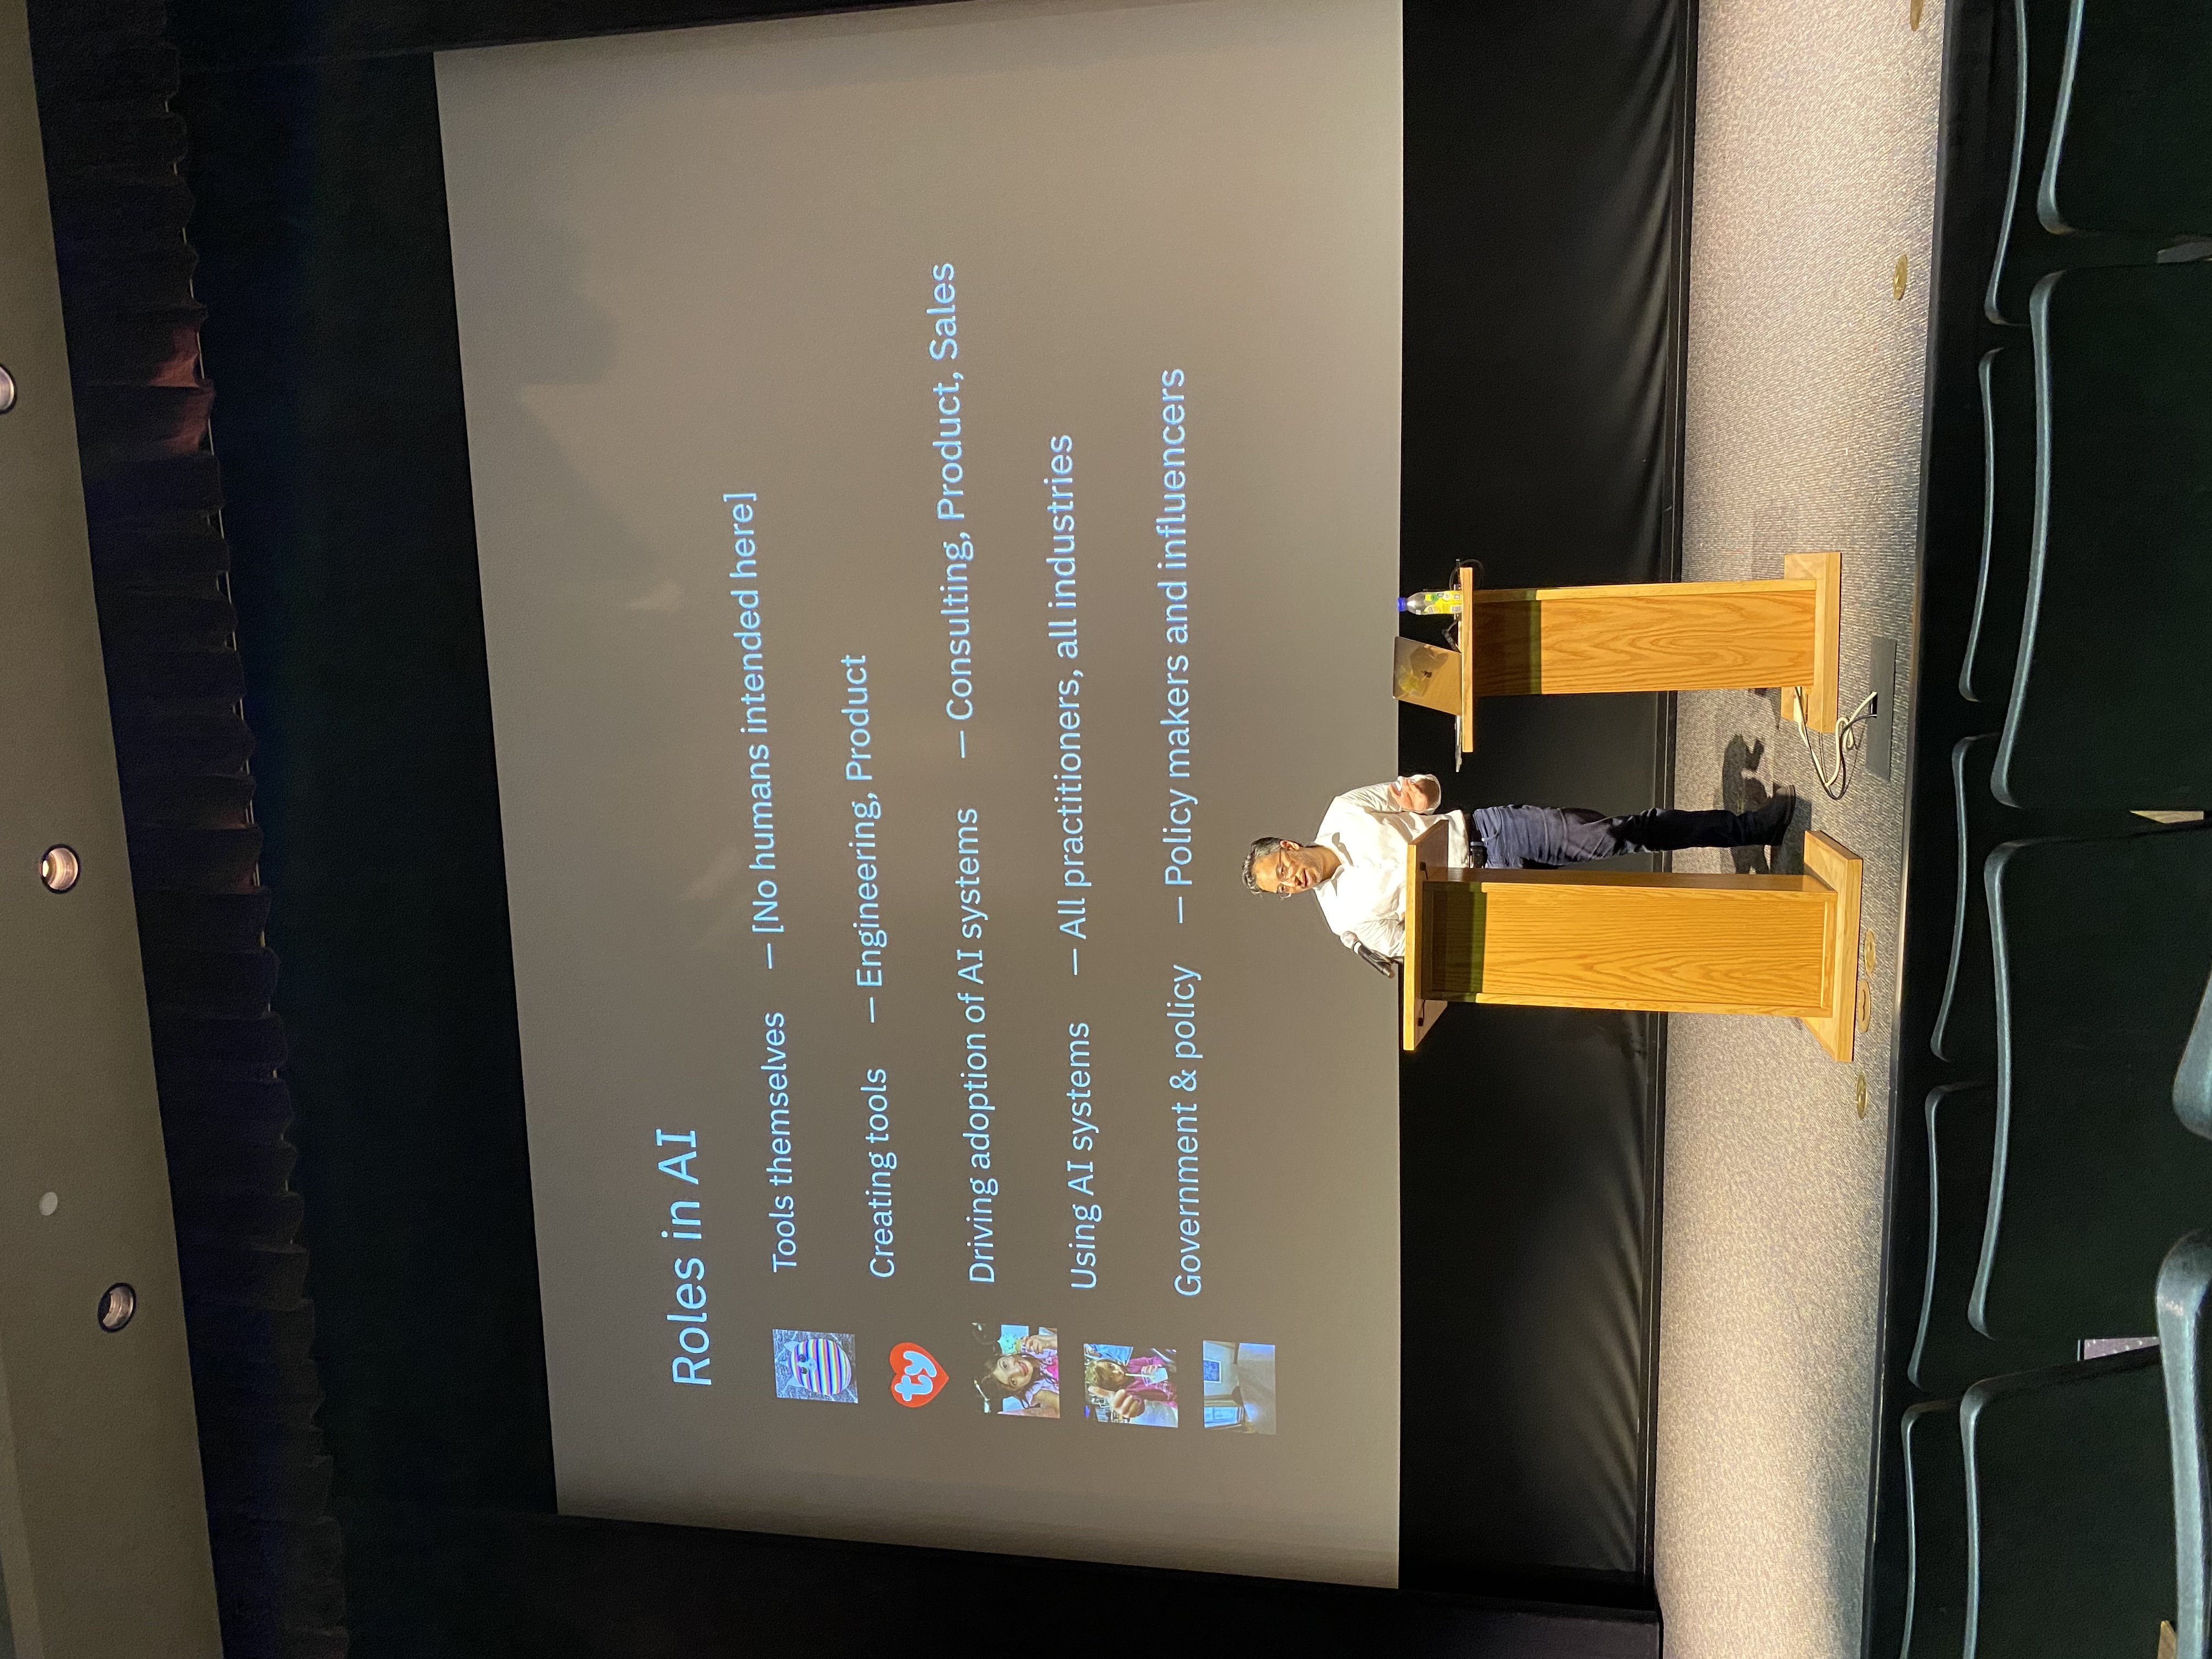 Roles in AI
Tools themselves — [No humans intended here]
ty
Creating tools — Engineering, Product
Driving adoption of AI systems — Consulting, Product, Sales
Using AI systems — All practitioners, all industries
Government & policy — Policy makers and influencers